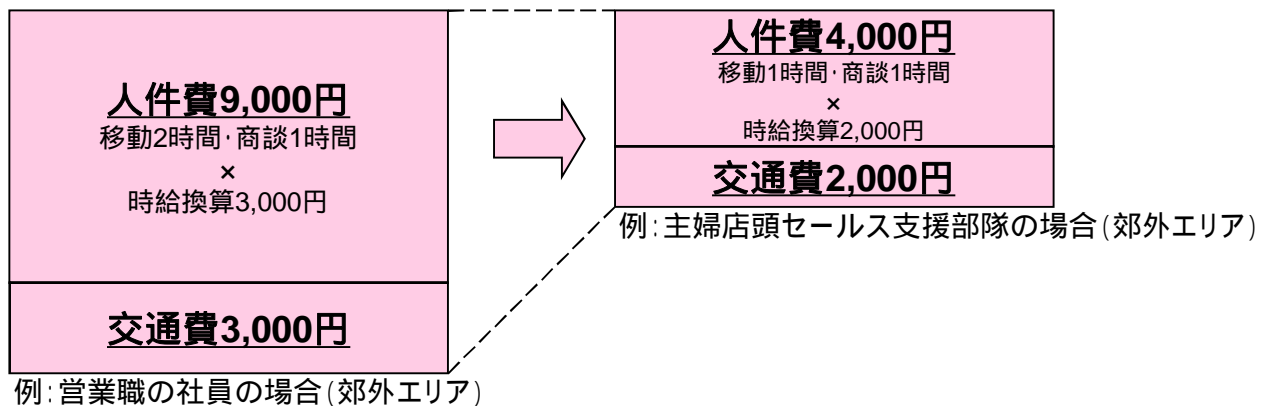 人件費9,000円
移動2時間･商談1時間
×
時給換算3,000円
交通費3,000円
例:営業職の社員の場合(郊外エリア)
人件費4,000円
移動1時間･商談1時間
×
時給換算2,000円
交通費2,000円
例:主婦店頭セールス支援部隊の場合(郊外エリア)